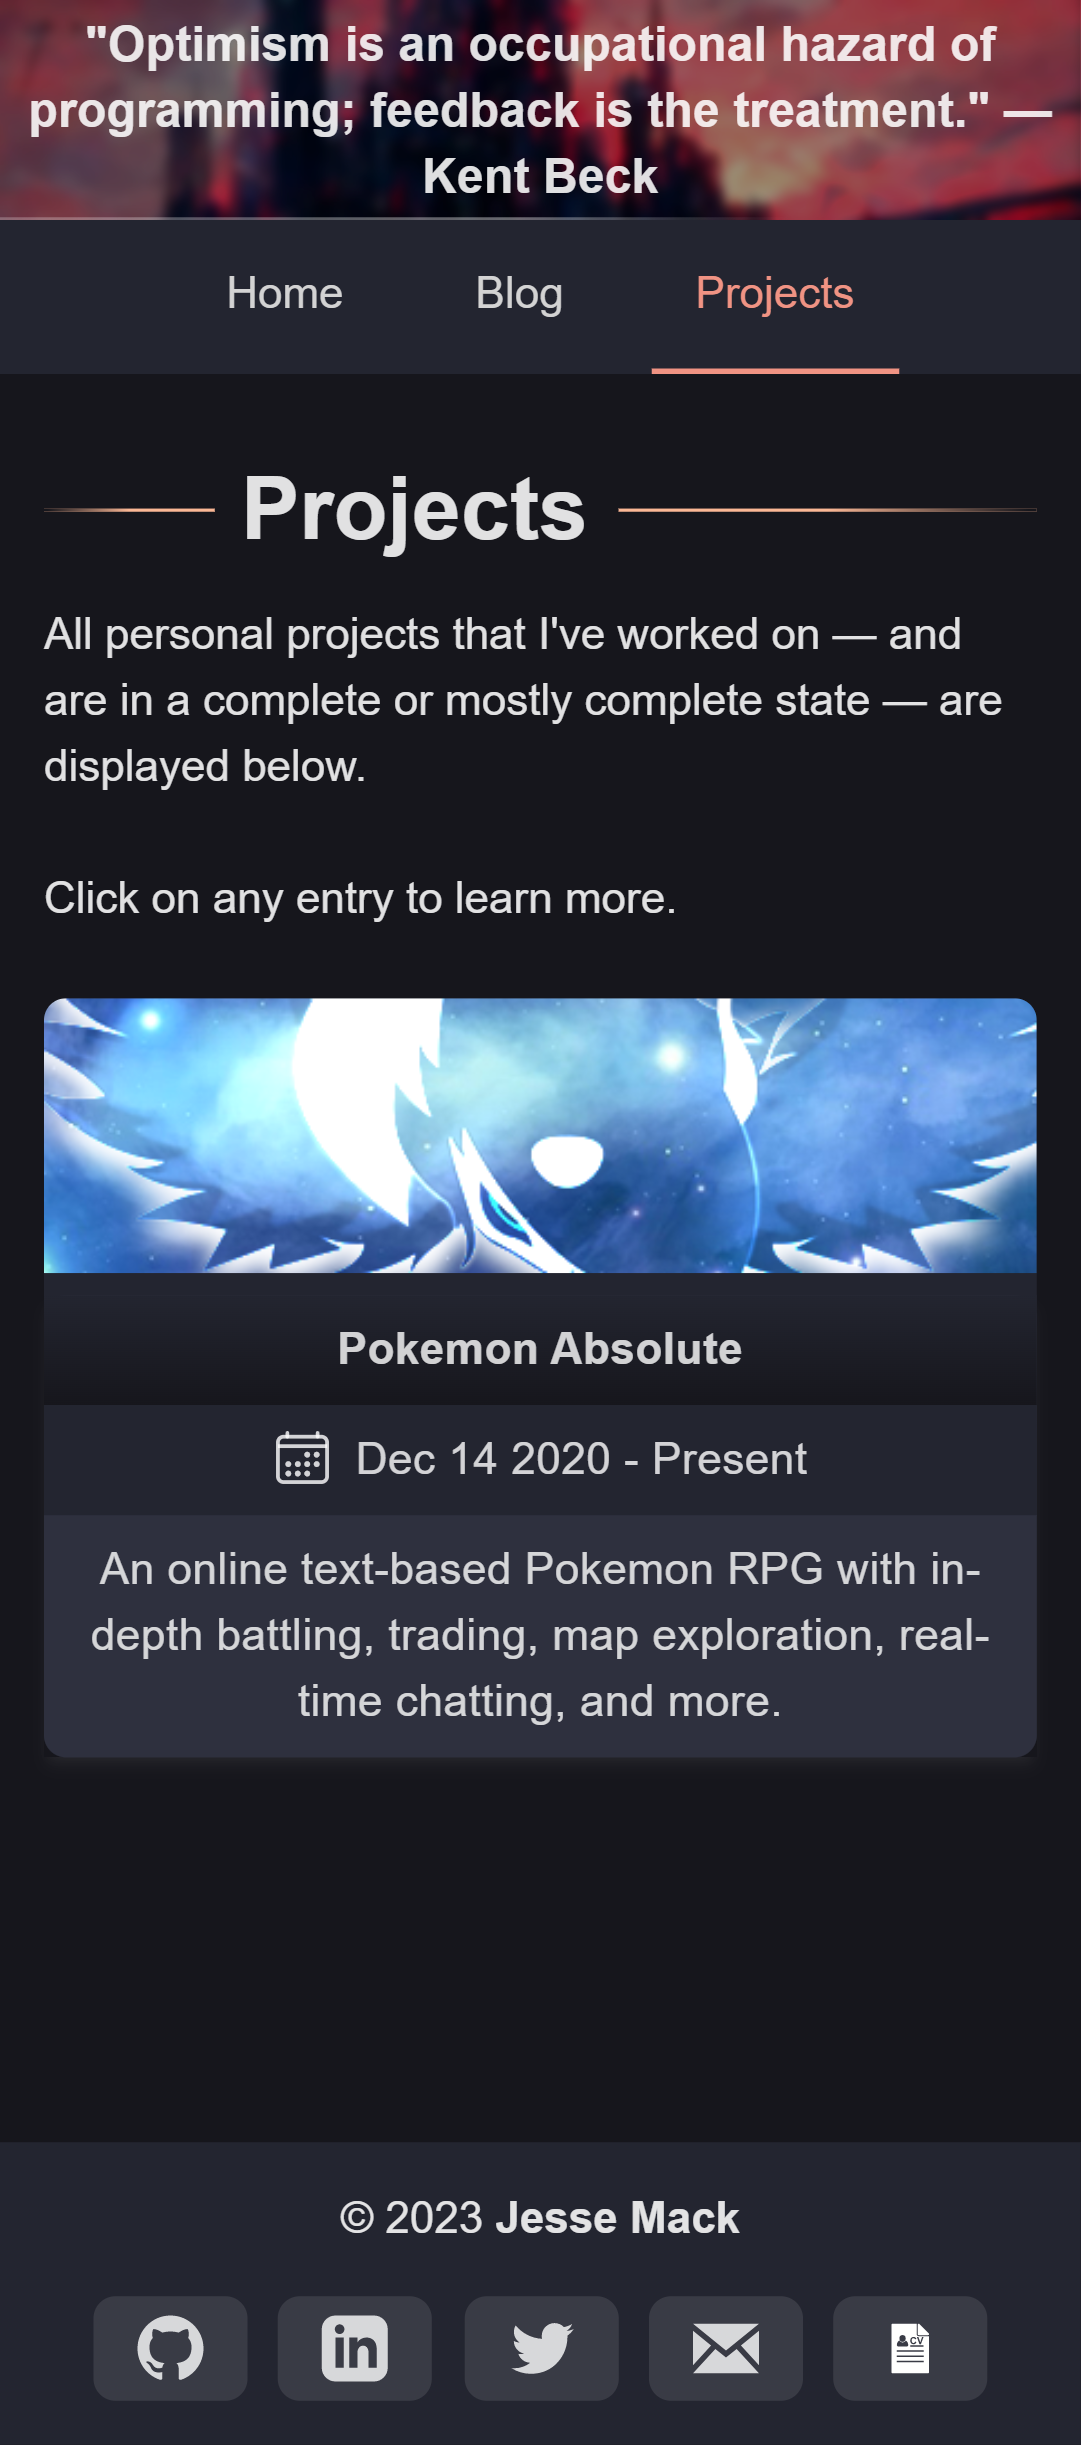 "Optimism is an occupational hazard of
programming; feedback is the treatment." —
Kent Beck
Home Blog Projects
Projects
All personal projects that I've worked on — and
are in a complete or mostly complete state — are
displayed below.
Click on any entry to learn more.
Pokemon Absolute
Dec 14 2020 - Present
An online text-based Pokemon RPG with in-
depth battling, trading, map exploration, real-
time chatting, and more.
© 2023 Jesse Mack
in
CV